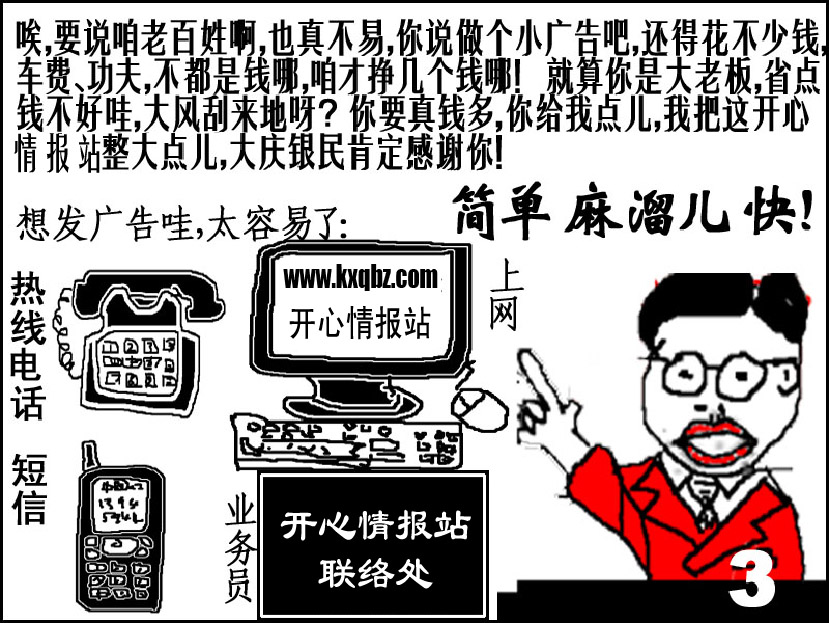 唉,要说咱老百姓啊,也真不易,你说做个小广告吧,还得花不少钱,
车费、功夫,不都是钱哪,咱才挣几个钱哪! 就算你是大老板,省点
钱不好哇,大风刮来地呀? 你要真钱多,你给我点儿,我把这开心
情报站整大点儿,大庆银民肯定感谢你!
简单麻溜儿快!
想发广告哇,太容易了:
热线电话
www.kxqbz.com
开心情报站
上网
短信
业务员
开心情报站
联络处
3